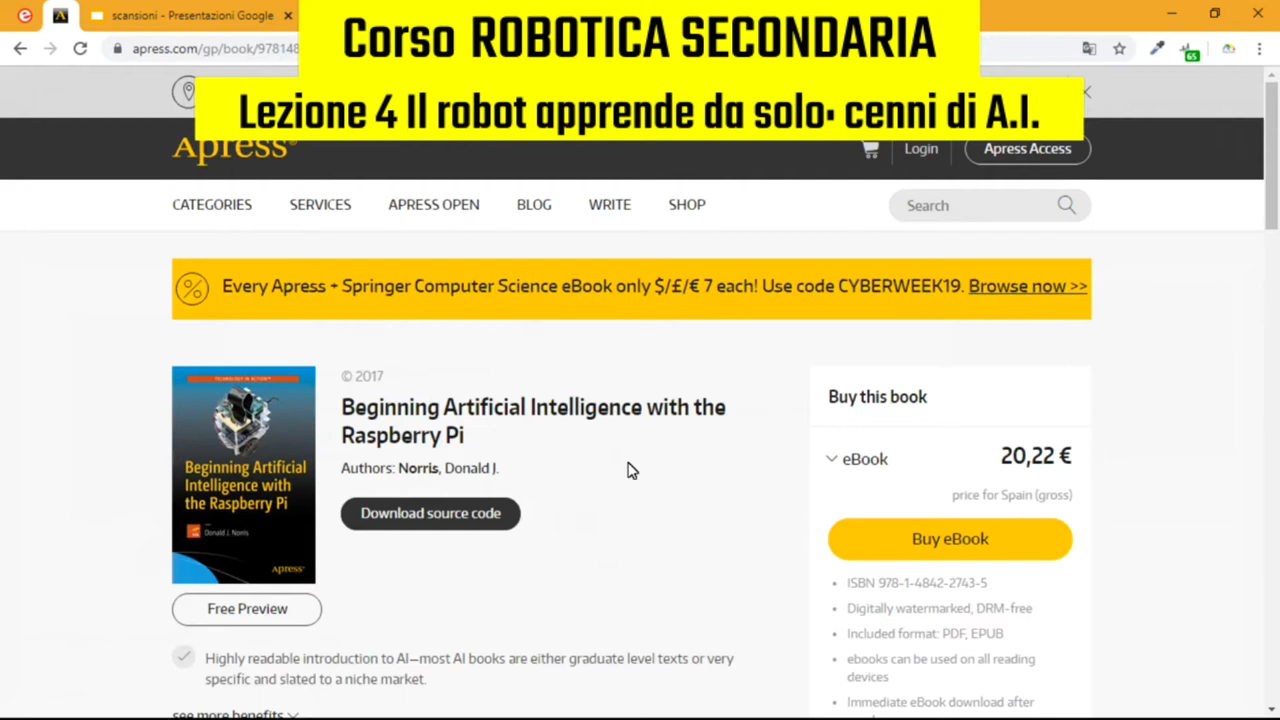 scansioni - Presentazioni Google
apress.com/gp/book/978148
65
Corso ROBOTICA SECONDARIA
Lezione 4 Il robot apprende da solo: cenni di A.I.
Apress®
Login
Apress Access
CATEGORIES
SERVICES
APRESS OPEN
BLOG
WRITE
SHOP
Search
Every Apress + Springer Computer Science eBook only $/£/€ 7 each! Use code CYBERWEEK19. Browse now >>
TECHNOLOGY IN ACTION™
Beginning Artificial
Intelligence with
the Raspberry Pi
Donald J. Norris
Apress
Free Preview
© 2017
Beginning Artificial Intelligence with the
Raspberry Pi
Authors: Norris, Donald J.
Download source code
Highly readable introduction to AI—most AI books are either graduate level texts or very
specific and slated to a niche market.
see more benefits
Buy this book
eBook 20,22 €
price for Spain (gross)
Buy eBook
• ISBN 978-1-4842-2743-5
• Digitally watermarked, DRM-free
• Included format: PDF, EPUB
• ebooks can be used on all reading
devices
• Immediate eBook download after